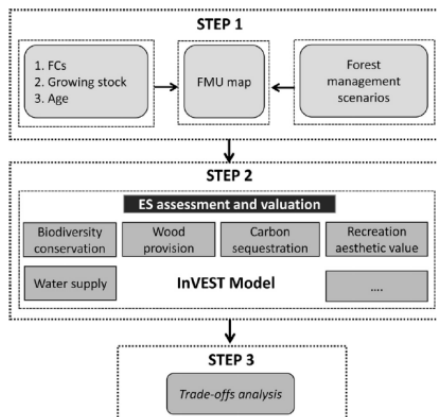 STEP 1
1. FCs
2. Growing stock
3. Age
FMU map
Forest
management
scenarios
STEP 2
ES assessment and valuation
Biodiversity
conservation
Wood
provision
Carbon
sequestration
Recreation
aesthetic value
Water supply
InVEST Model
....
STEP 3
Trade-offs analysis